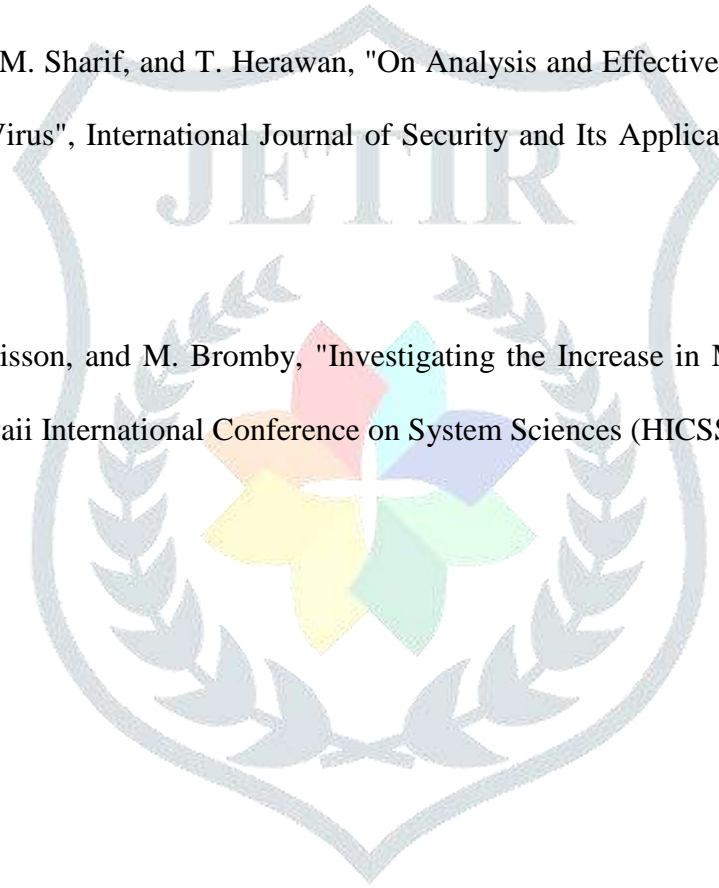 M. Sharif, and T. Herawan, "On Analysis and Effective
Virus", International Journal of Security and Its Applica
JETIR
isson, and M. Bromby, "Investigating the Increase in M
aii International Conference on System Sciences (HICSS